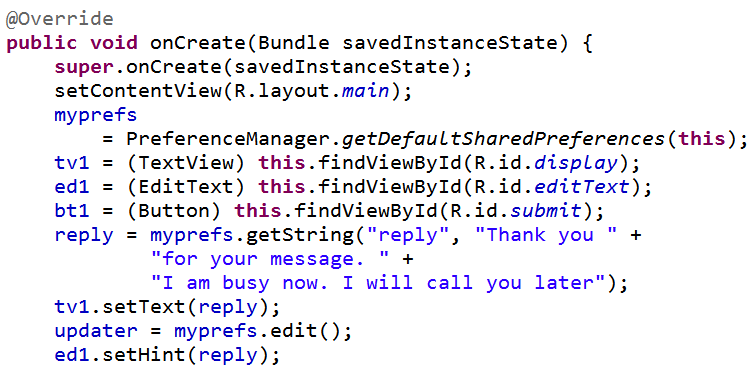 @Override
public void onCreate(Bundle savedInstanceState) {
    super.onCreate(savedInstanceState);
    setContentView(R.layout.main);
    myprefs
        = PreferenceManager.getDefaultSharedPreferences(this);
    tv1 = (TextView) this.findViewById(R.id.display);
    ed1 = (EditText) this.findViewById(R.id.editText);
    bt1 = (Button) this.findViewById(R.id.submit);
    reply = myprefs.getString("reply", "Thank you " +
            "for your message. " +
            "I am busy now. I will call you later");
    tv1.setText(reply);
    updater = myprefs.edit();
    ed1.setHint(reply);